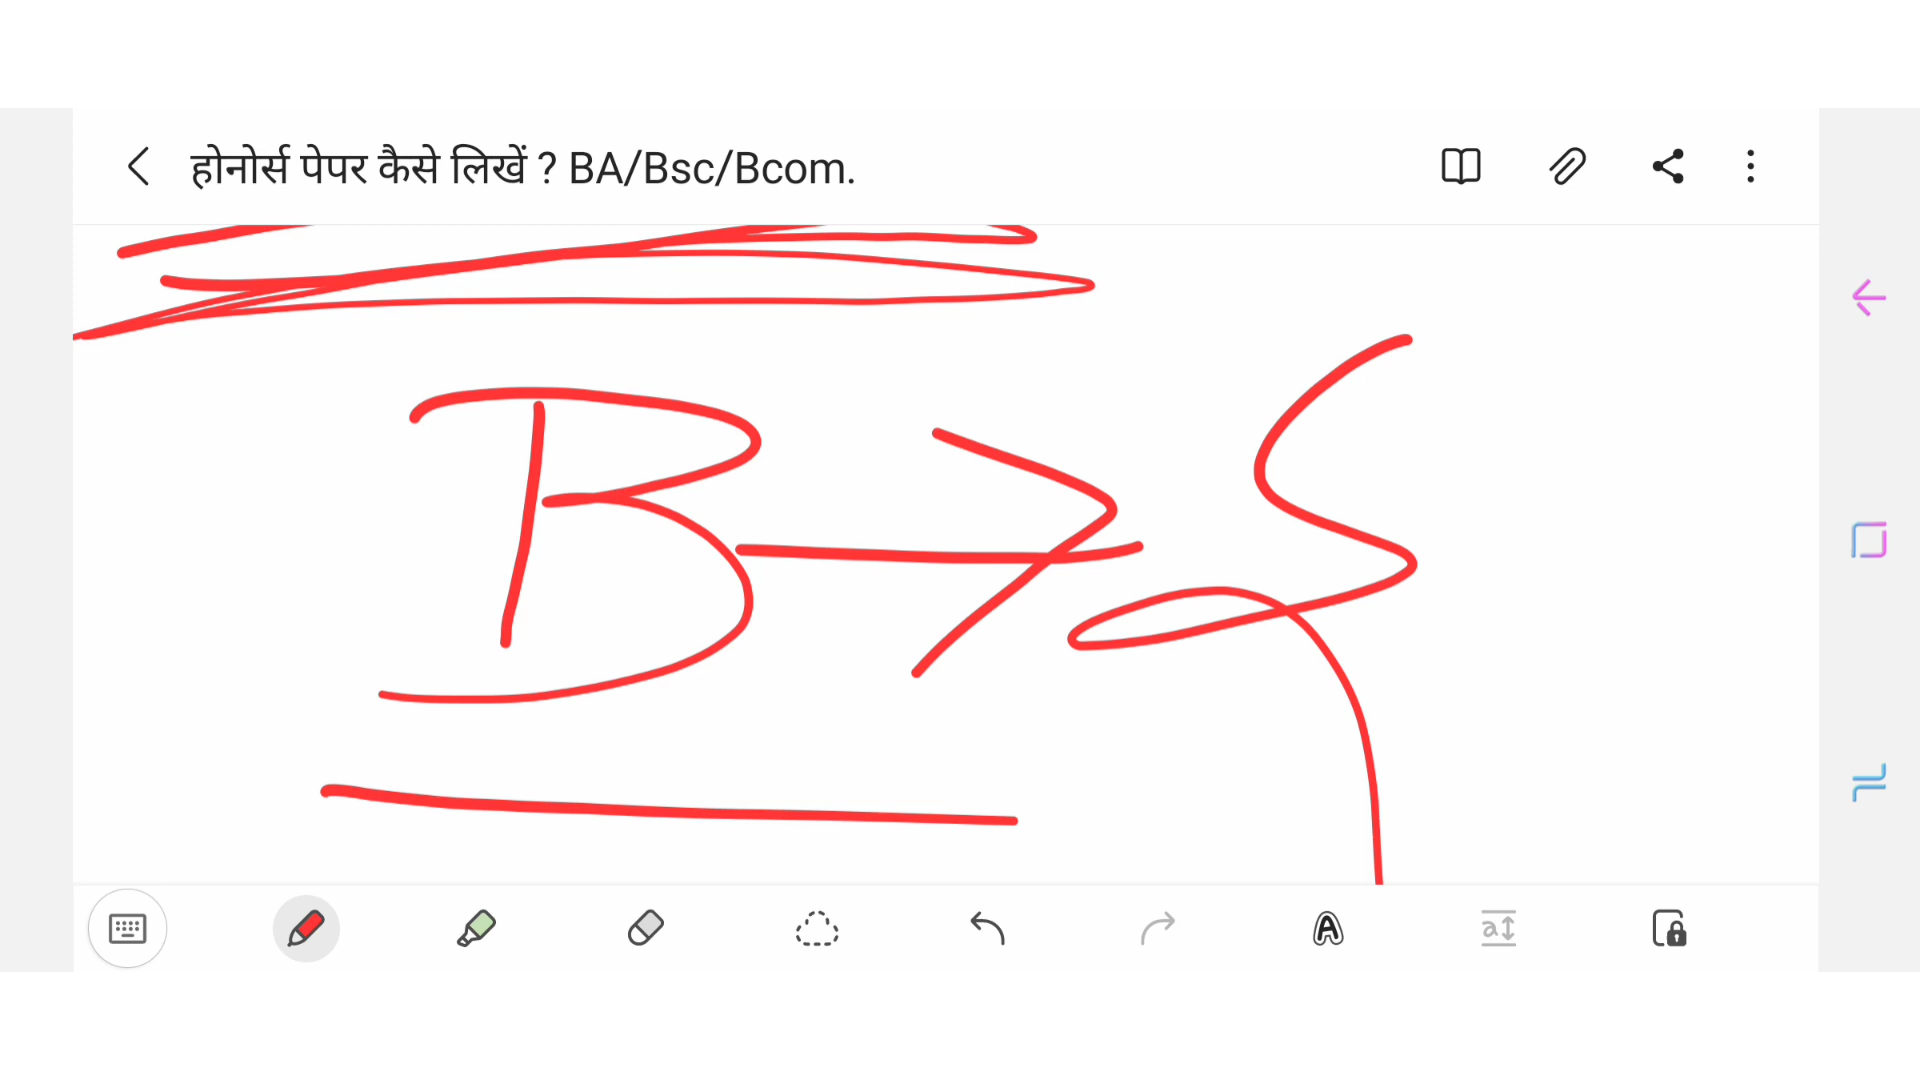 होनोर्स पेपर कैसे लिखें ? BA/Bsc/Bcom.
B → S